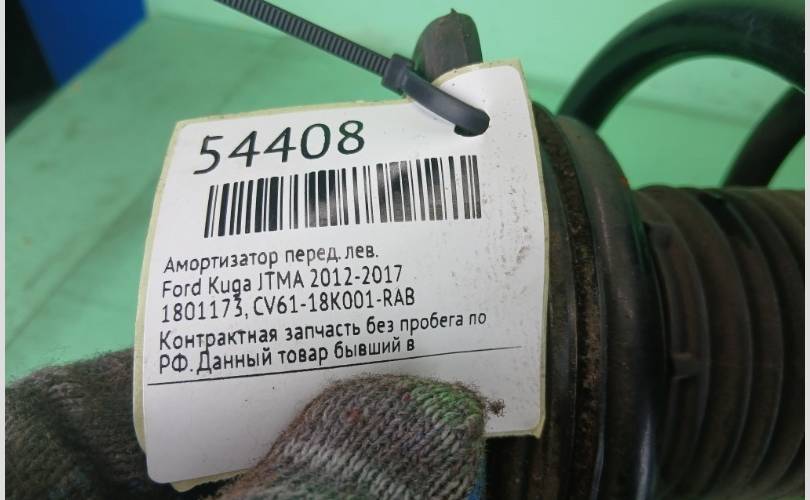 54408
Амортизатор перед. лев.
Ford Kuga JTMA 2012-2017
1801173, CV61-18K001-RAB
Контрактная запчасть без пробега по
РФ. Данный товар бывший в